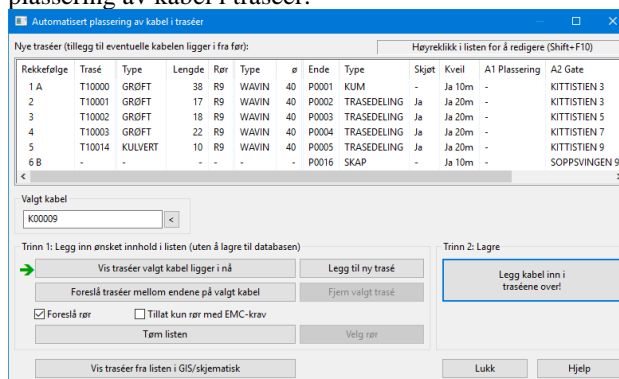 plassering av kabel i traséer.
Automatisert plassering av kabel i traséer
Nye traséer (tillegg til eventuelle kabelen ligger i fra før):
Høyreklikk i listen for å redigere (Shift+F10)
Rekkefølge Trasé Type Lengde Rør Type ø Ende Type Skjøt Kveil A1 Plassering A2 Gate
1 A T10000 GRØFT 38 R9 WAVIN 40 P0001 KUM - Ja 10m - KITTISTIEN 3
2 T10001 GRØFT 17 R9 WAVIN 40 P0002 TRASEDELING Ja Ja 20m - KITTISTIEN 3
3 T10002 GRØFT 18 R9 WAVIN 40 P0003 TRASEDELING Ja Ja 20m - KITTISTIEN 5
4 T10003 GRØFT 22 R9 WAVIN 40 P0004 TRASEDELING Ja Ja 20m - KITTISTIEN 7
5 T10014 KULVERT 10 R9 WAVIN 40 P0005 TRASEDELING Ja Ja 20m - KITTISTIEN 9
6 B - - - - - - P0016 SKAP - Ja 10m - SOPPSVINGEN 9
Valgt kabel
K00009 <
Trinn 1: Legg inn ønsket innhold i listen (uten å lagre til databasen)
Vis traséer valgt kabel ligger i nå
Legg til ny trasé
Foreslå traséer mellom endene på valgt kabel
Fjern valgt trasé
Foreslå rør
Tillat kun rør med EMC-krav
Tøm listen
Velg rør
Trinn 2: Lagre
Legg kabel inn i
traséene over!
Vis traséer fra listen i GIS/skjematisk
Lukk
Hjelp